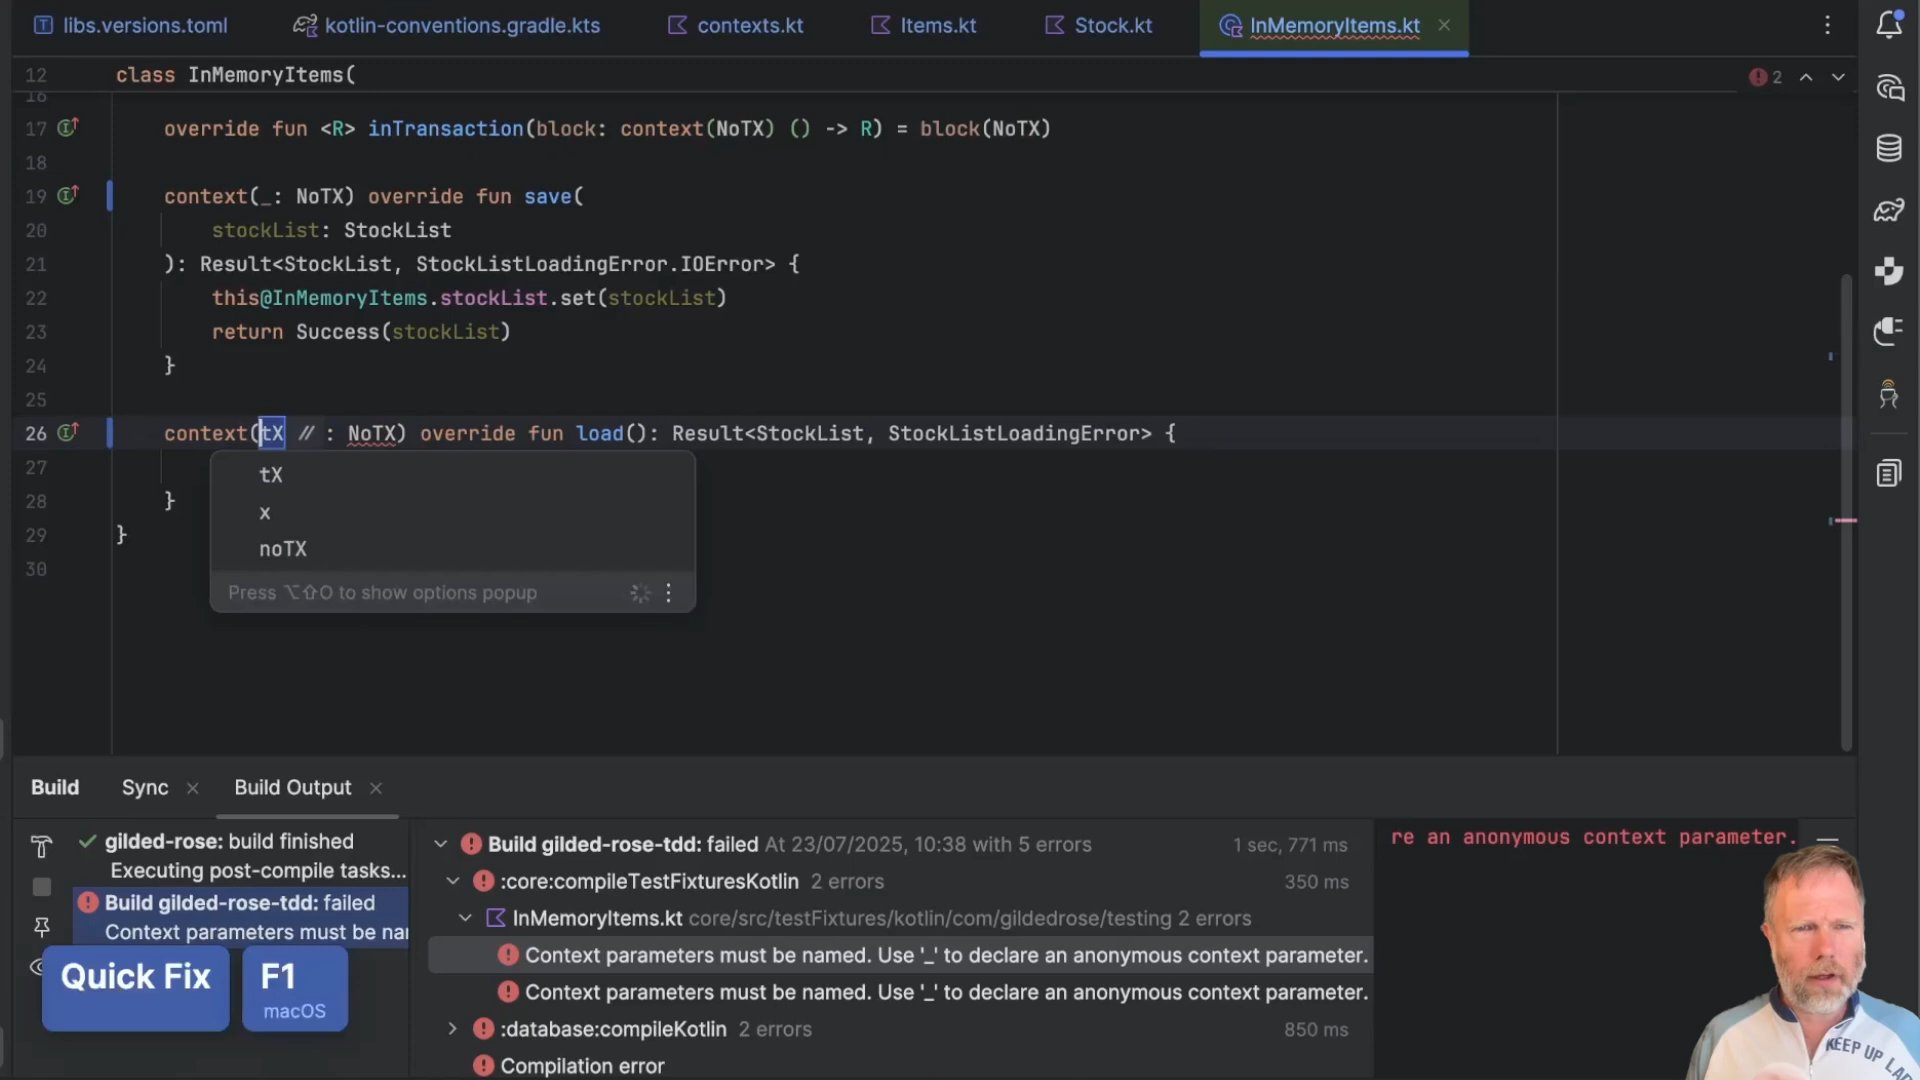 libs.versions.toml
kotlin-conventions.gradle.kts
contexts.kt
Items.kt
Stock.kt
InMemoryItems.kt
12 class InMemoryItems(
2
16
17 override fun <R> inTransaction(block: context(NoTX) () -> R) = block(NoTX)
18
19 context(_: NoTX) override fun save(
20 stockList: StockList
21 ): Result<StockList, StockListLoadingError.IOError> {
22 this@InMemoryItems.stockList.set(stockList)
23 return Success(stockList)
24 }
25
26 context(tX : NoTX) override fun load(): Result<StockList, StockListLoadingError> {
27
tX
28 }
x
29 }
noTX
30
Press ⌥⇧O to show options popup
Build
Sync
Build Output
gilded-rose: build finished
Executing post-compile tasks...
Build gilded-rose-tdd: failed
Context parameters must be nar
Build gilded-rose-tdd: failed At 23/07/2025, 10:38 with 5 errors 1 sec, 771 ms
:core:compileTestFixturesKotlin 2 errors 350 ms
InMemoryItems.kt core/src/testFixtures/kotlin/com/gildedrose/testing 2 errors
Context parameters must be named. Use '_' to declare an anonymous context parameter.
Context parameters must be named. Use '_' to declare an anonymous context parameter.
:database:compileKotlin 2 errors 850 ms
Compilation error
re an anonymous context parameter.
Quick Fix
F1
macOS
KEEP UP LAD